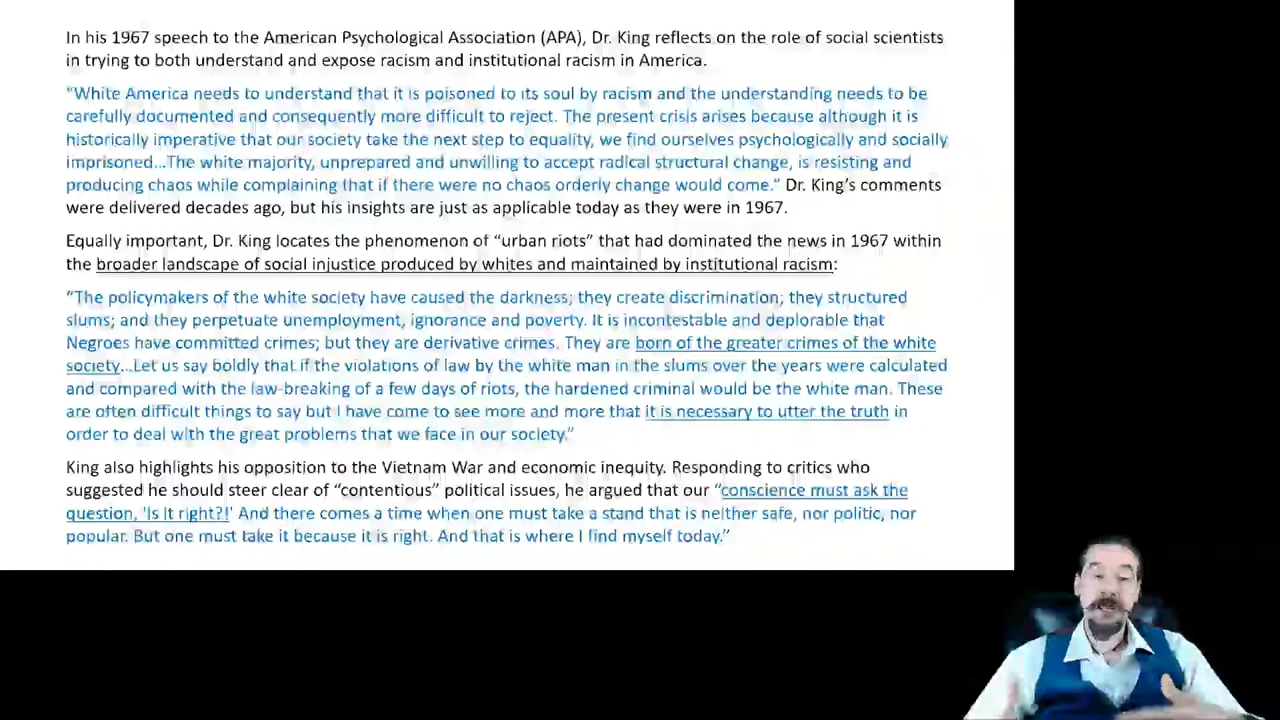 In his 1967 speech to the American Psychological Association (APA), Dr. King reflects on the role of social scientists
in trying to both understand and expose racism and institutional racism in America.
“White America needs to understand that it is poisoned to its soul by racism and the understanding needs to be
carefully documented and consequently more difficult to reject. The present crisis arises because although it is
historically imperative that our society take the next step to equality, we find ourselves psychologically and socially
imprisoned...The white majority, unprepared and unwilling to accept radical structural change, is resisting and
producing chaos while complaining that if there were no chaos orderly change would come.” Dr. King’s comments
were delivered decades ago, but his insights are just as applicable today as they were in 1967.
Equally important, Dr. King locates the phenomenon of “urban riots” that had dominated the news in 1967 within
the broader landscape of social injustice produced by whites and maintained by institutional racism:
“The policymakers of the white society have caused the darkness; they create discrimination; they structured
slums; and they perpetuate unemployment, ignorance and poverty. It is incontestable and deplorable that
Negroes have committed crimes; but they are derivative crimes. They are born of the greater crimes of the white
society...Let us say boldly that if the violations of law by the white man in the slums over the years were calculated
and compared with the law-breaking of a few days of riots, the hardened criminal would be the white man. These
are often difficult things to say but I have come to see more and more that it is necessary to utter the truth in
order to deal with the great problems that we face in our society.”
King also highlights his opposition to the Vietnam War and economic inequity. Responding to critics who
suggested he should steer clear of “contentious” political issues, he argued that our “conscience must ask the
question, 'Is it right?!' And there comes a time when one must take a stand that is neither safe, nor politic, nor
popular. But one must take it because it is right. And that is where I find myself today.”